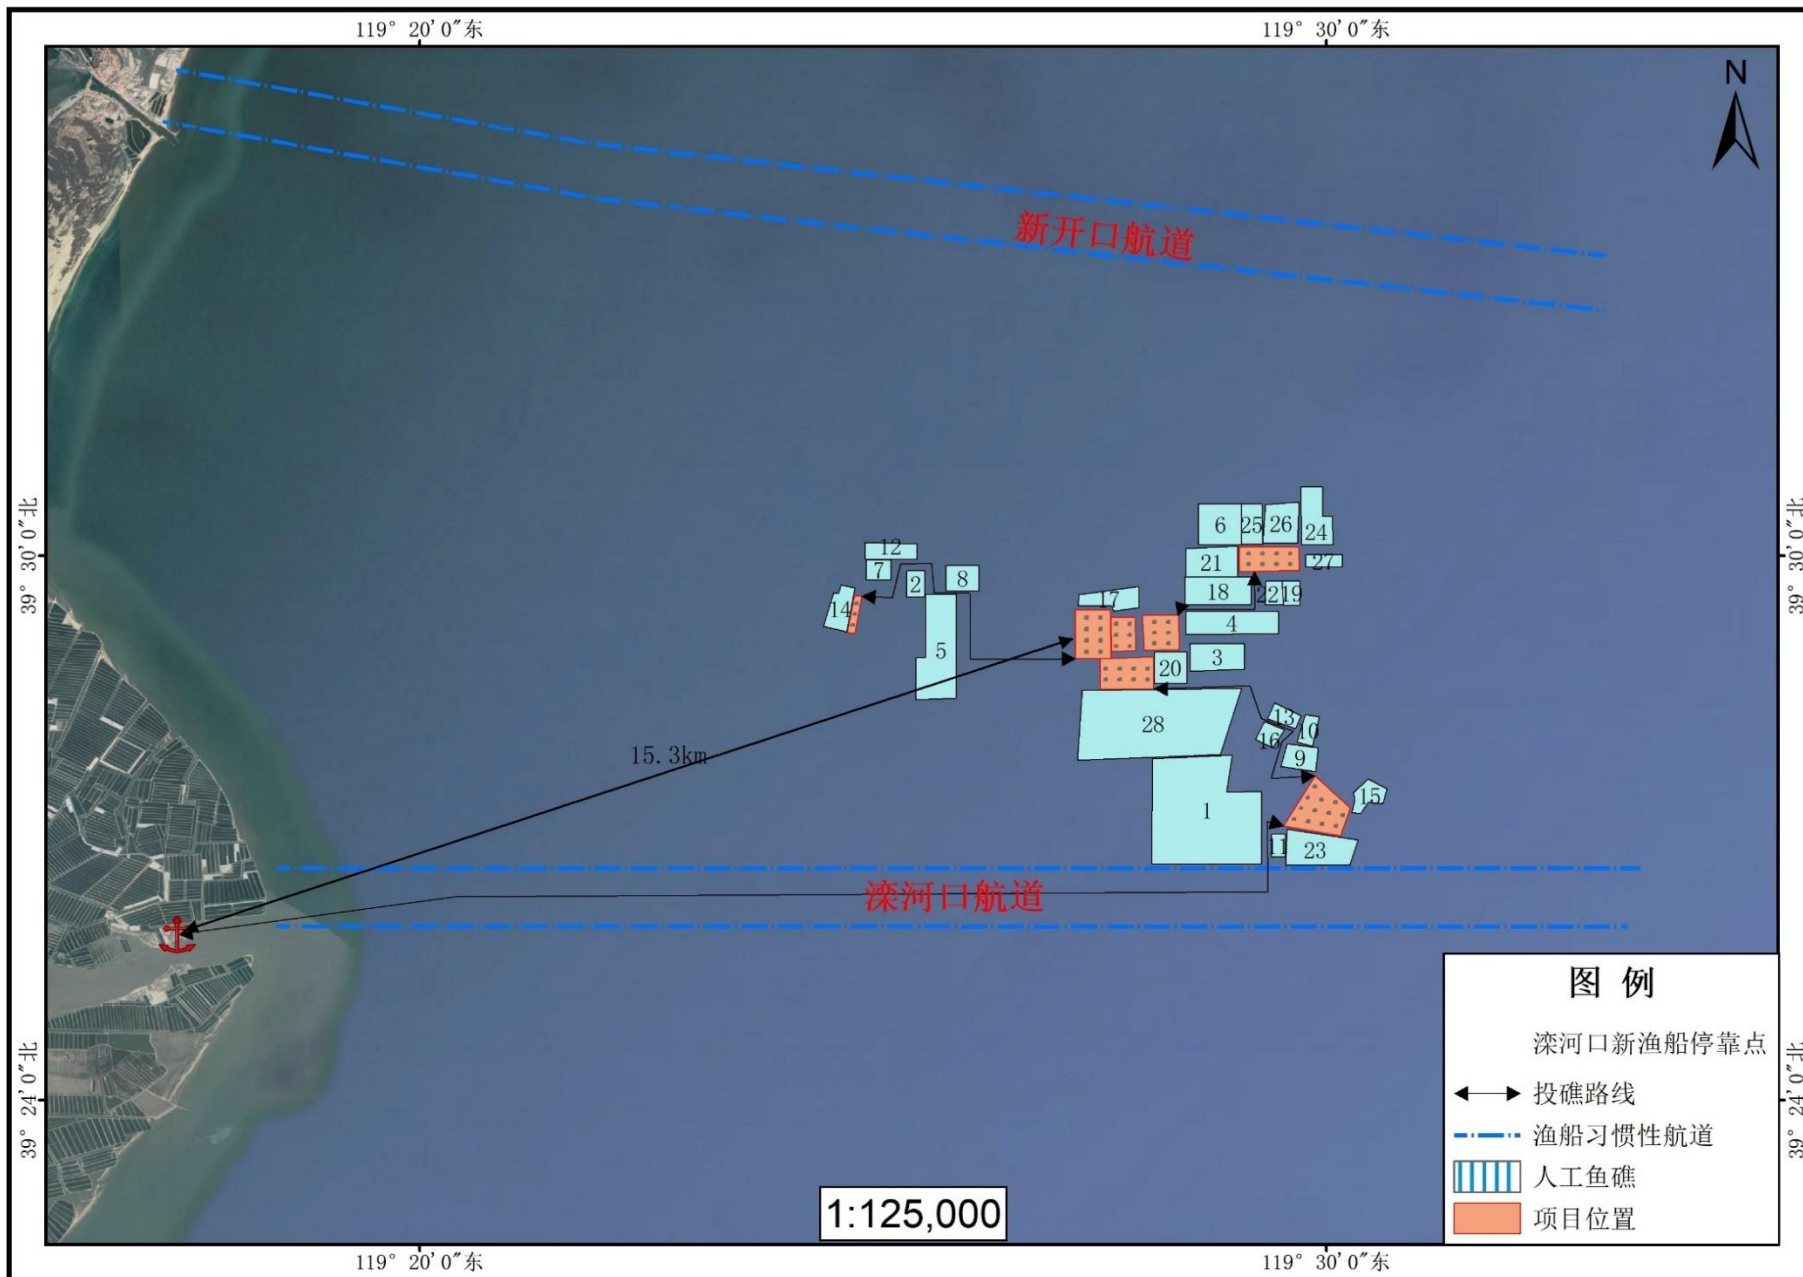 119° 20′0″东
119° 30′0″东
N
新开口航道
39° 30′0″北
39° 30′0″北
6
25
26
24
12
7
2
8
21
27
14
18
22
19
17
4
5
3
20
28
13
10
16
9
15.3km
15
1
11
23
滦河口航道
图 例
滦河口新渔船停靠点
投礁路线
渔船习惯性航道
人工鱼礁
项目位置
39° 24′0″北
39° 24′0″北
1:125,000
119° 20′0″东
119° 30′0″东